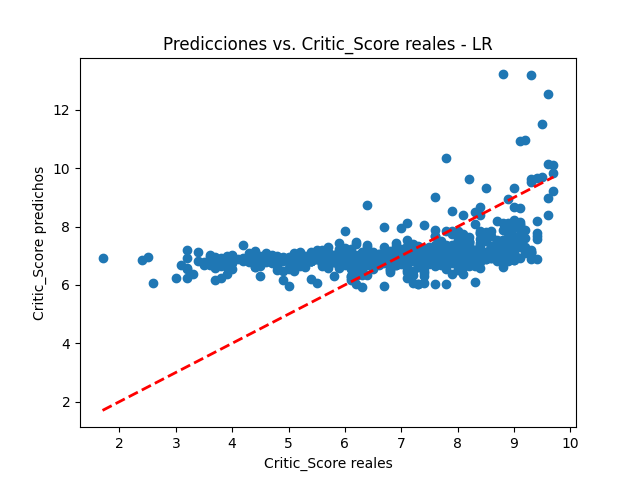 Predicciones vs. Critic_Score reales - LR
Critic_Score predichos
12
10
8
6
4
2
2 3 4 5 6 7 8 9 10
Critic_Score reales